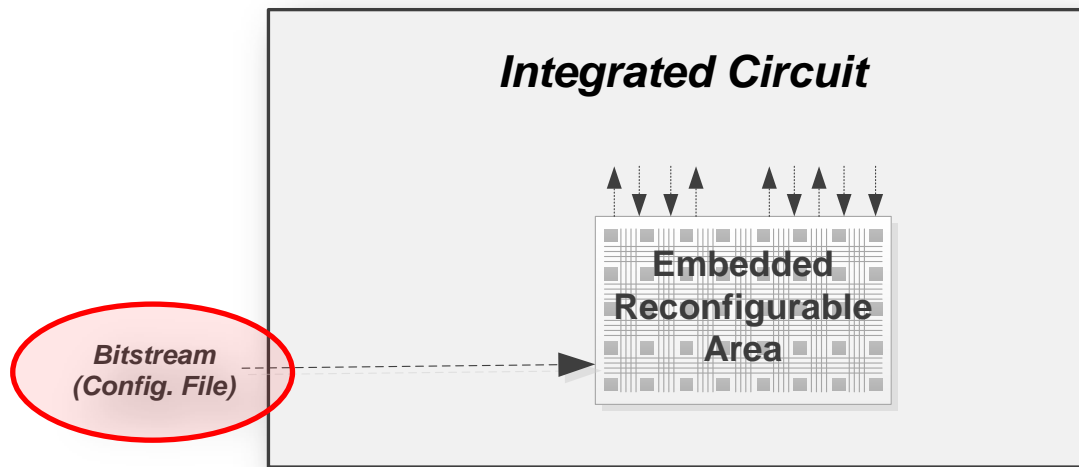 Integrated Circuit
Embedded
Reconfigurable
Area
Bitstream
(Config. File)